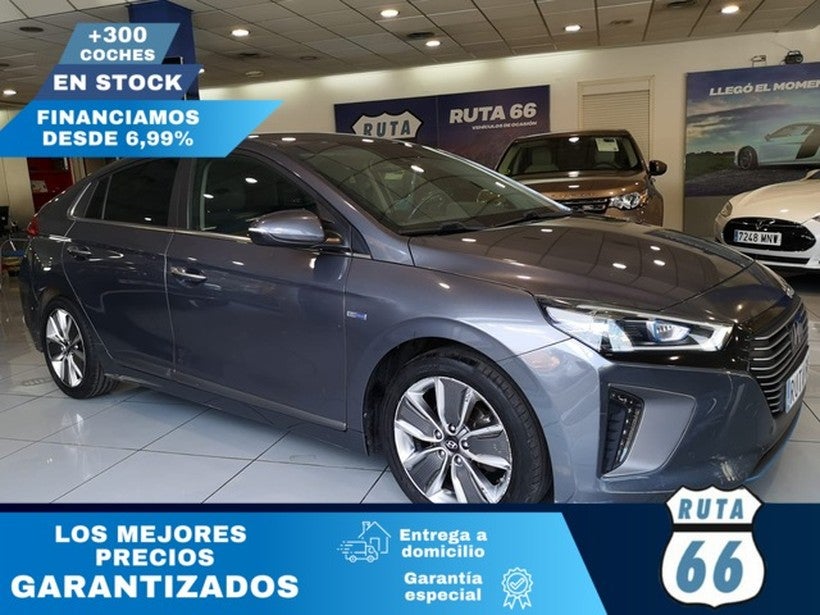 +300
COCHES
EN STOCK
FINANCIAMOS
DESDE 6,99%
RUTA
RUTA 66
VEHÍCULOS DE OCASIÓN
LLEGÓ EL MOMEN
7248 MNV
LOS MEJORES
PRECIOS
GARANTIZADOS
Entrega a
domicilio
Garantía
especial
RUTA
66